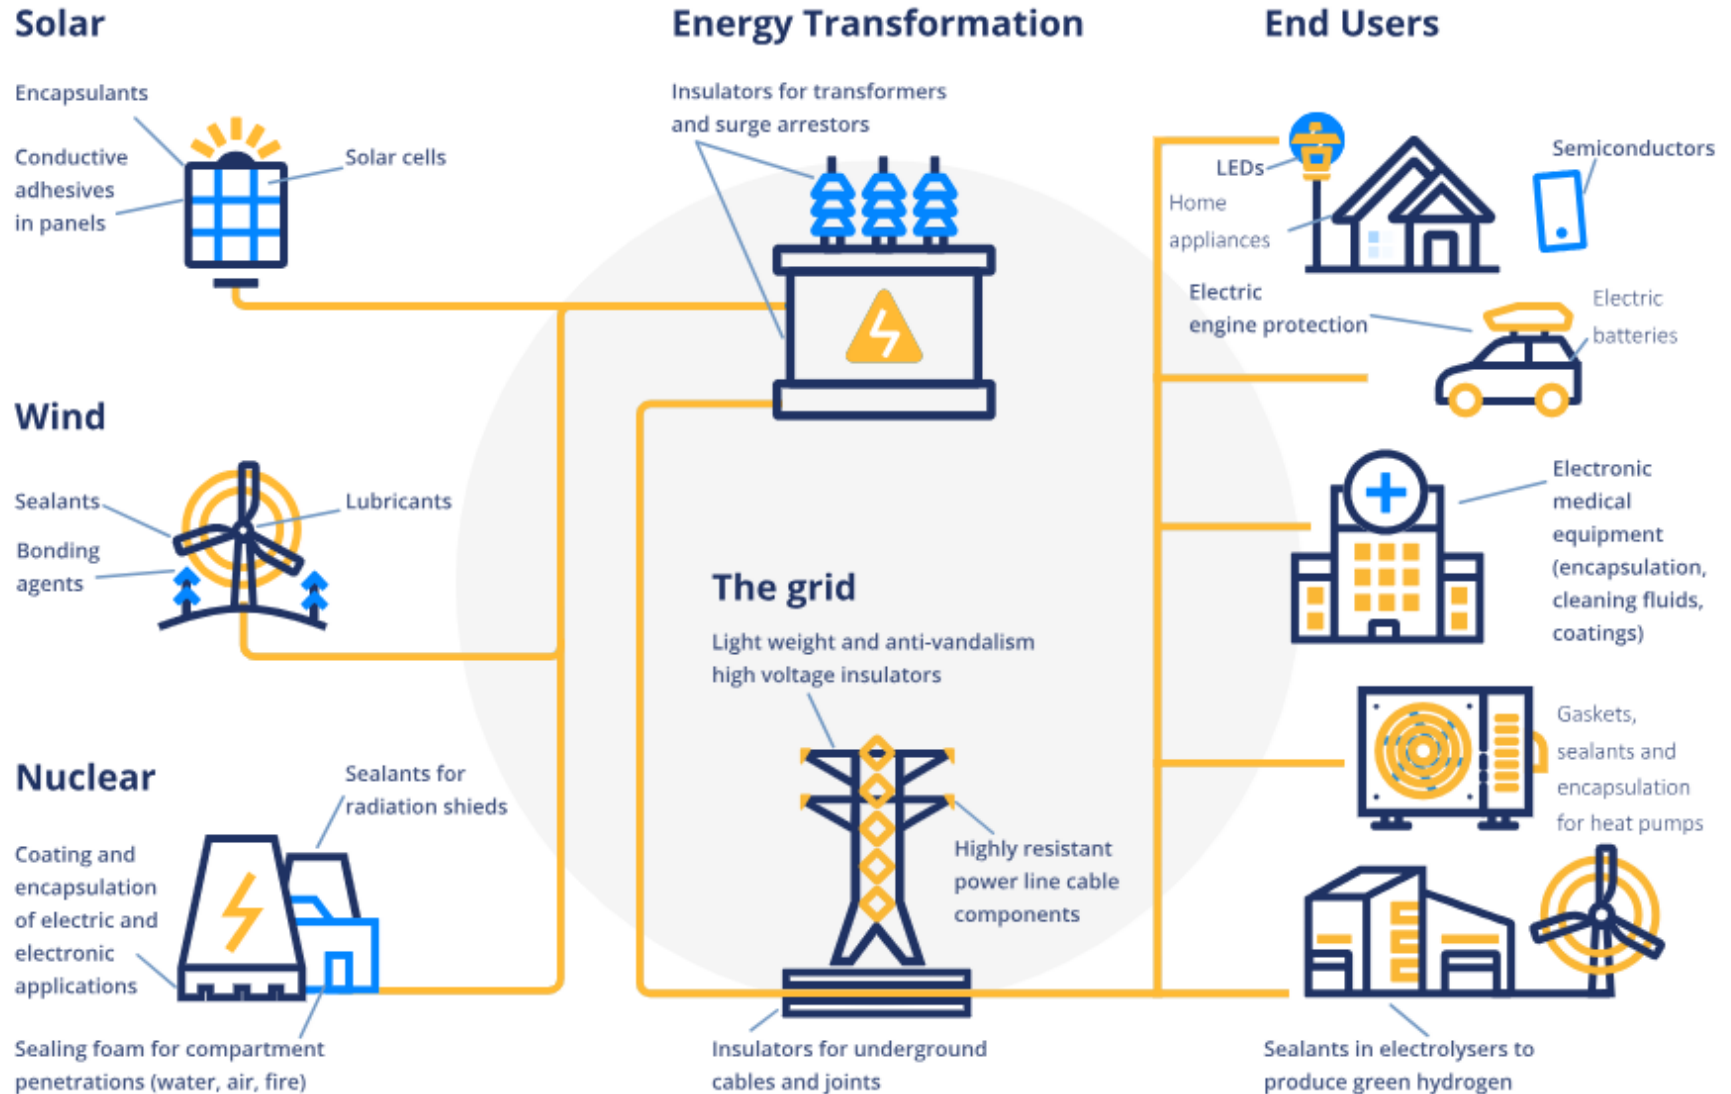 Solar
Encapsulants
Conductive
adhesives
in panels
Solar cells
Wind
Sealants
Bonding
agents
Lubricants
Nuclear
Sealants for
radiation shieds
Coating and
encapsulation
of electric and
electronic
applications
Sealing foam for compartment
penetrations (water, air, fire)
Energy Transformation
Insulators for transformers
and surge arrestors
The grid
Light weight and anti-vandalism
high voltage insulators
Highly resistant
power line cable
components
Insulators for underground
cables and joints
End Users
LEDs
Home
appliances
Semiconductors
Electric
engine protection
Electric
batteries
Electronic
medical
equipment
(encapsulation,
cleaning fluids,
coatings)
Gaskets,
sealants and
encapsulation
for heat pumps
Sealants in electrolysers to
produce green hydrogen